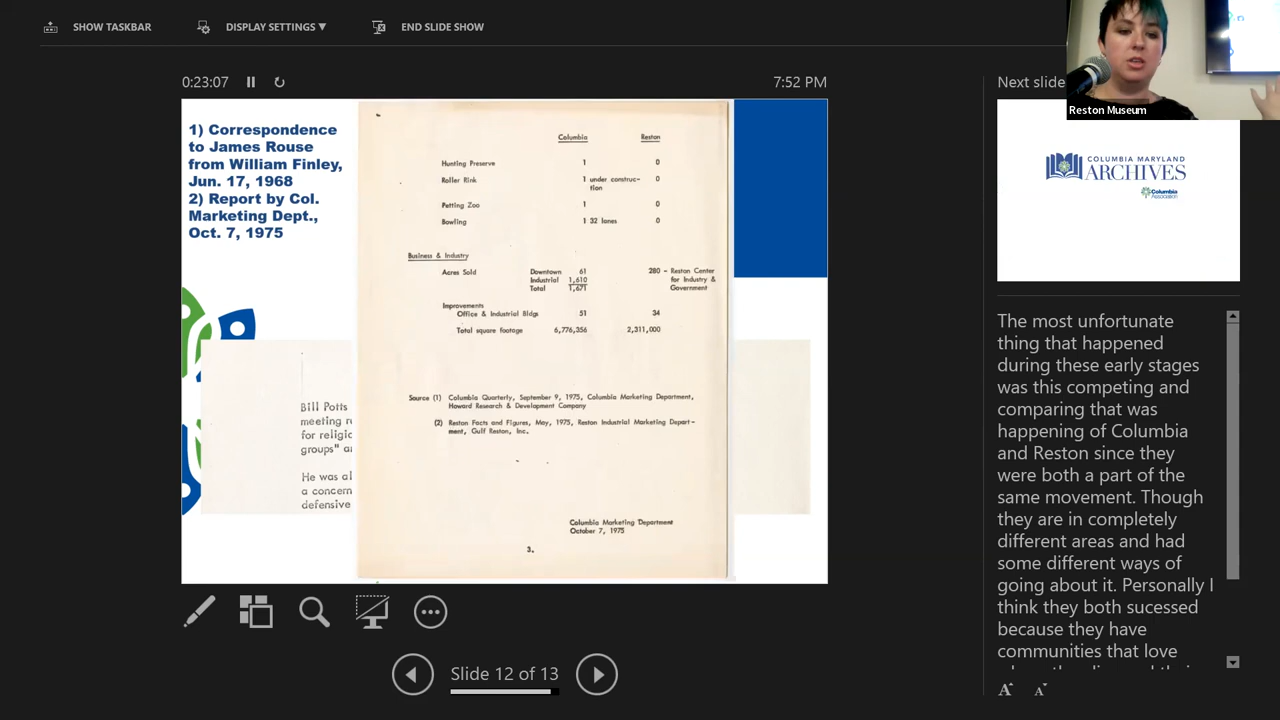 SHOW TASKBAR
DISPLAY SETTINGS ▼
END SLIDE SHOW
0:23:07
7:52 PM
Next slide
Reston Museum
1) Correspondence
to James Rouse
from William Finley,
Jun. 17, 1968
2) Report by Col.
Marketing Dept.,
Oct. 7, 1975
Columbia Reston
Hunting Preserve 1 0
Roller Rink 1 under construc- 0
tion
Petting Zoo 1 0
Bowling 1 32 lanes 0
Business & Industry
Acres Sold Downtown 61 280 - Reston Center
Industrial 1,610 for Industry &
Total 1,671 Government
Improvements
Office & Industrial Bldgs 51 34
Total square footage 6,776,356 2,311,000
Source (1) Columbia Quarterly, September 9, 1975, Columbia Marketing Department,
Howard Research & Development Company
(2) Reston Facts and Figures, May, 1975, Reston Industrial Marketing Depart-
ment, Gulf Reston, Inc.
Columbia Marketing Department
October 7, 1975
3.
Bill Potts
meeting
for religio
groups" a
He was al
a concern
defensive
COLUMBIA MARYLAND
ARCHIVES
Columbia
Association
The most unfortunate
thing that happened
during these early stages
was this competing and
comparing that was
happening of Columbia
and Reston since they
were both a part of the
same movement. Though
they are in completely
different areas and had
some different ways of
going about it. Personally I
think they both sucessed
because they have
communities that love
Slide 12 of 13
A A